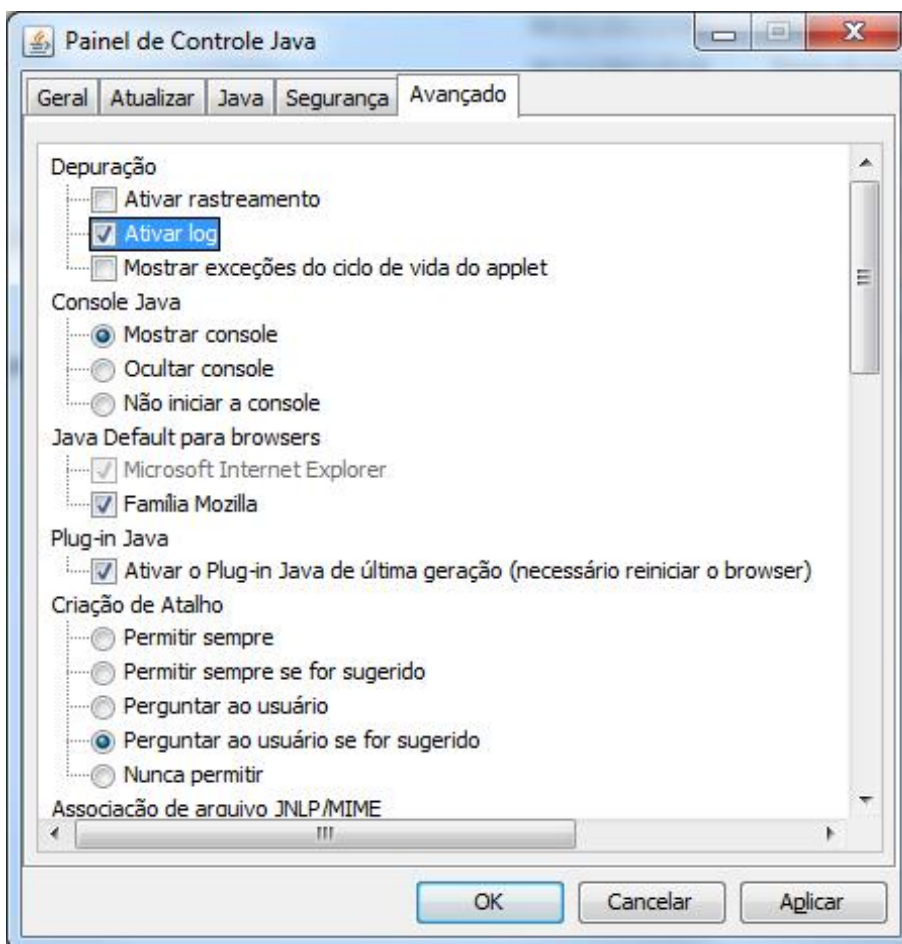 Painel de Controle Java
Geral Atualizar Java Segurança Avançado
Depuração
Ativar rastreamento
Ativar log
Mostrar exceções do ciclo de vida do applet
Console Java
Mostrar console
Ocultar console
Não iniciar a console
Java Default para browsers
Microsoft Internet Explorer
Família Mozilla
Plug-in Java
Ativar o Plug-in Java de última geração (necessário reiniciar o browser)
Criação de Atalho
Permitir sempre
Permitir sempre se for sugerido
Perguntar ao usuário
Perguntar ao usuário se for sugerido
Nunca permitir
Associação de arquivo JNLP/MIME
OK Cancelar Aplicar